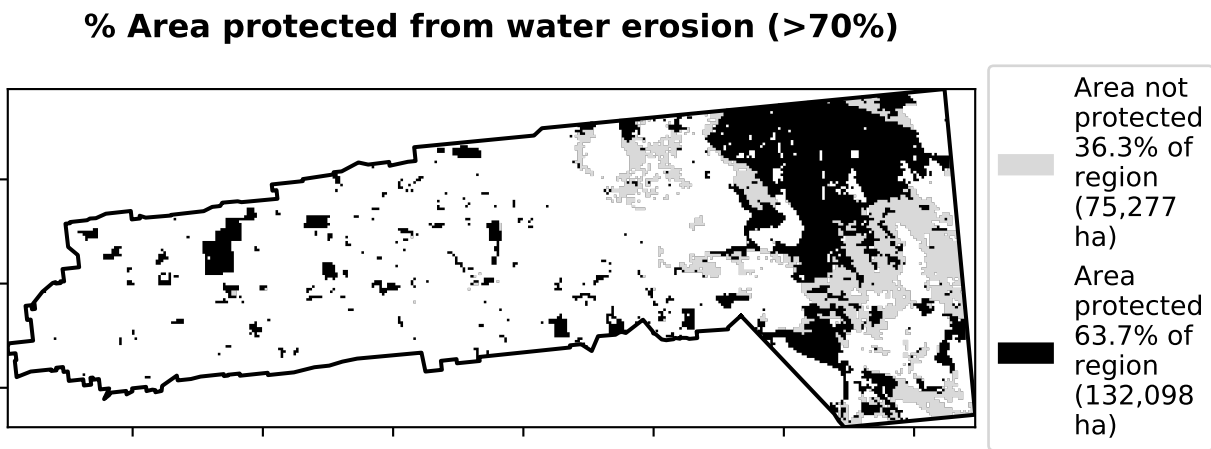 % Area protected from water erosion (>70%)
Area not
protected
36.3% of
region
(75,277
ha)
Area
protected
63.7% of
region
(132,098
ha)